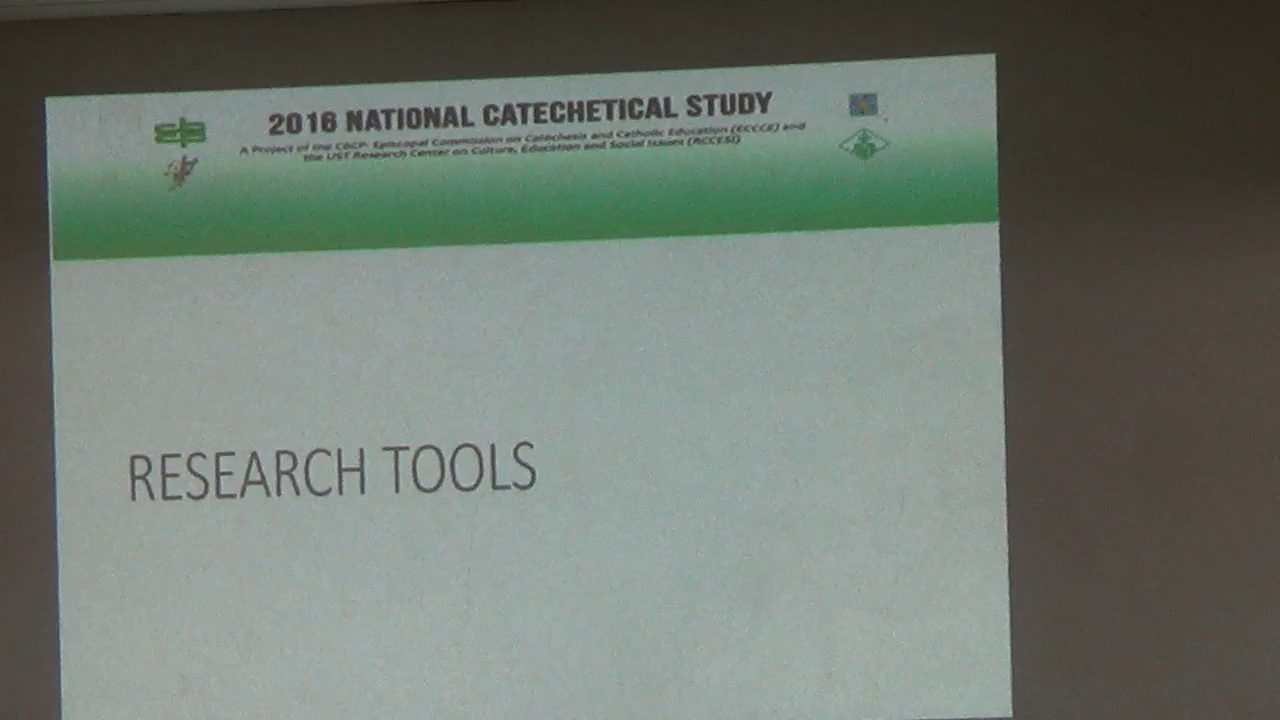 2016 NATIONAL CATECHETICAL STUDY
A Project of the CBCP- Episcopal Commission on Catechesis and Catholic Education (ECCCE) and
the UST Research Center on Culture, Education and Social Issues (RCCESI)
RESEARCH TOOLS